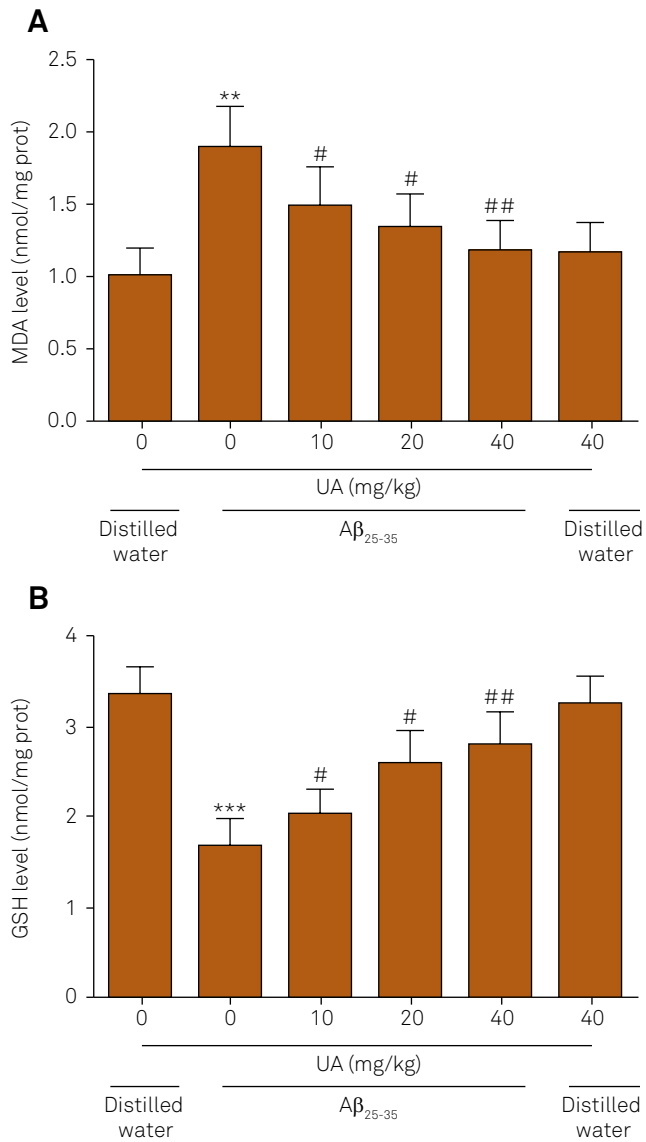 A
MDA level (nmol/mg prot)
2.5
2.0
1.5
1.0
0.5
0.0
**
#
#
##
0 0 10 20 40 40
UA (mg/kg)
Distilled water
Aβ25-35
Distilled water
B
GSH level (nmol/mg prot)
4
3
2
1
0
***
#
#
##
0 0 10 20 40 40
UA (mg/kg)
Distilled water
Aβ25-35
Distilled water